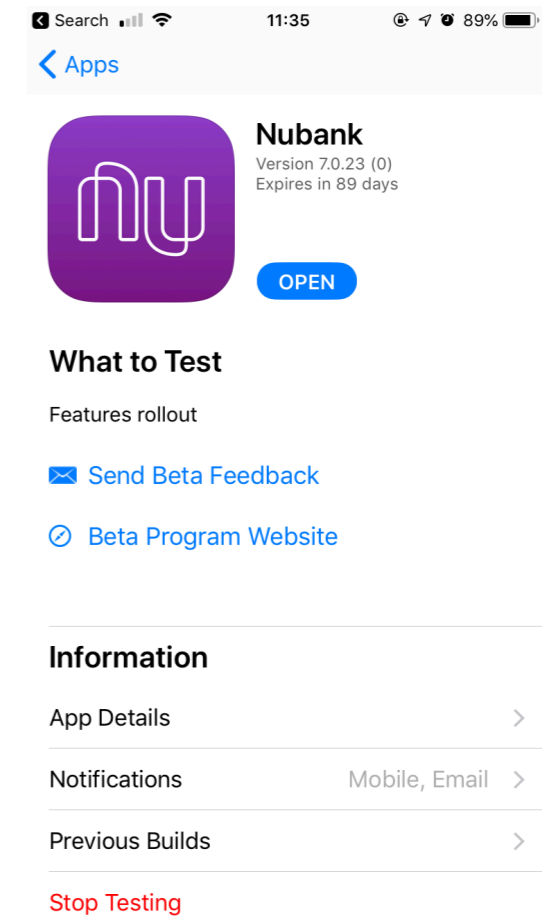 Search 11:35 89%
Apps
nu
Nubank
Version 7.0.23 (0)
Expires in 89 days
OPEN
What to Test
Features rollout
Send Beta Feedback
Beta Program Website
Information
App Details
Notifications Mobile, Email
Previous Builds
Stop Testing